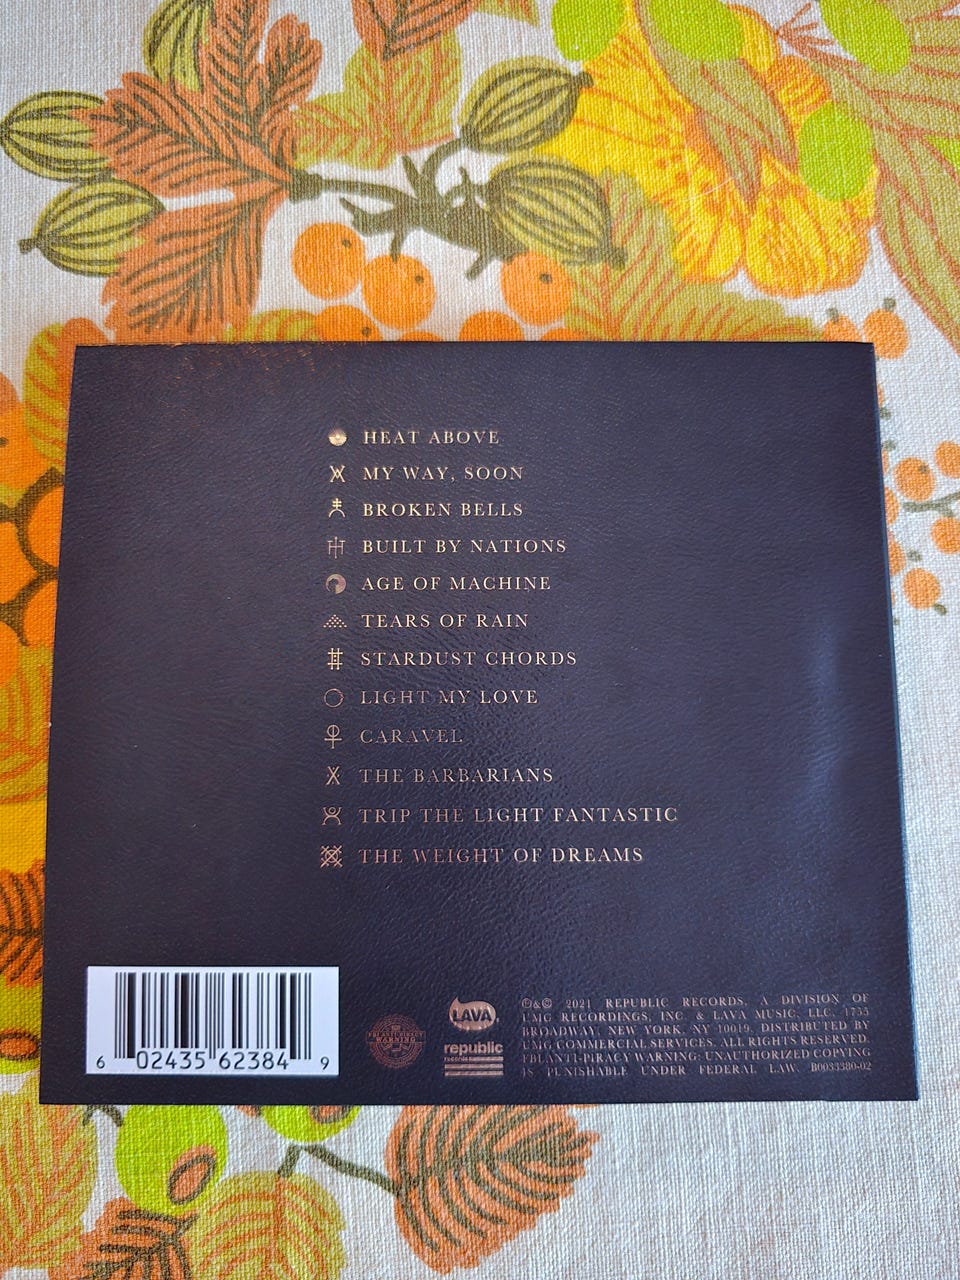 HEAT ABOVE
MY WAY, SOON
BROKEN BELLS
BUILT BY NATIONS
AGE OF MACHINE
TEARS OF RAIN
STARDUST CHORDS
LIGHT MY LOVE
CARAVEL
THE BARBARIANS
TRIP THE LIGHT FANTASTIC
THE WEIGHT OF DREAMS
6 02435 62384 9
FBI ANTI-PIRACY
WARNING
LAVA
republic
℗&© 2021 REPUBLIC RECORDS, A DIVISION OF
UMG RECORDINGS, INC. & LAVA MUSIC, LLC, 1755
BROADWAY, NEW YORK, NY 10019. DISTRIBUTED BY
UMG COMMERCIAL SERVICES. ALL RIGHTS RESERVED.
FBI ANTI-PIRACY WARNING: UNAUTHORIZED COPYING
IS PUNISHABLE UNDER FEDERAL LAW. B0033380-02